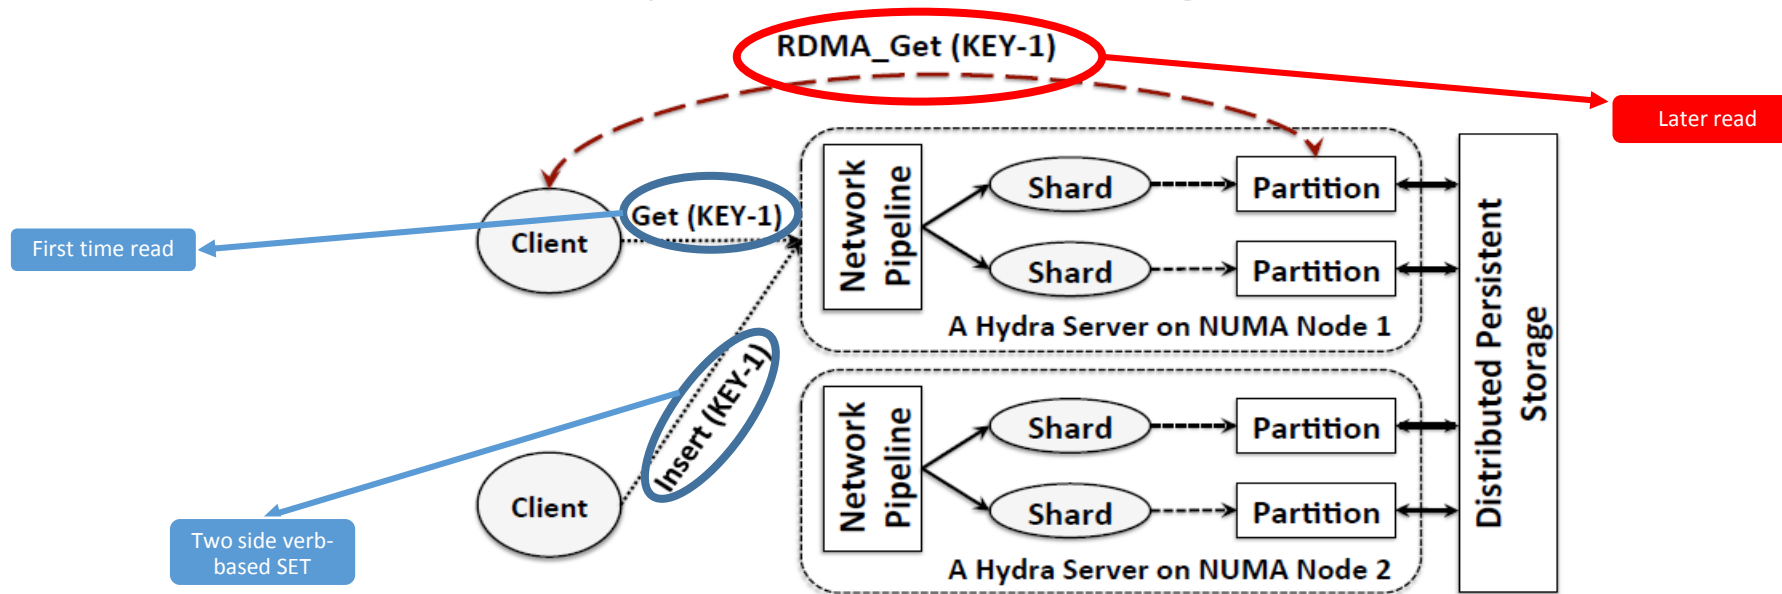 RDMA_Get (KEY-1)
Later read
Network
Pipeline
Shard
Partition
Get (KEY-1)
Client
First time read
Shard
Partition
A Hydra Server on NUMA Node 1
Distributed Persistent
Storage
Insert (KEY-1)
Network
Pipeline
Shard
Partition
Client
Shard
Partition
Two side verb-
based SET
A Hydra Server on NUMA Node 2